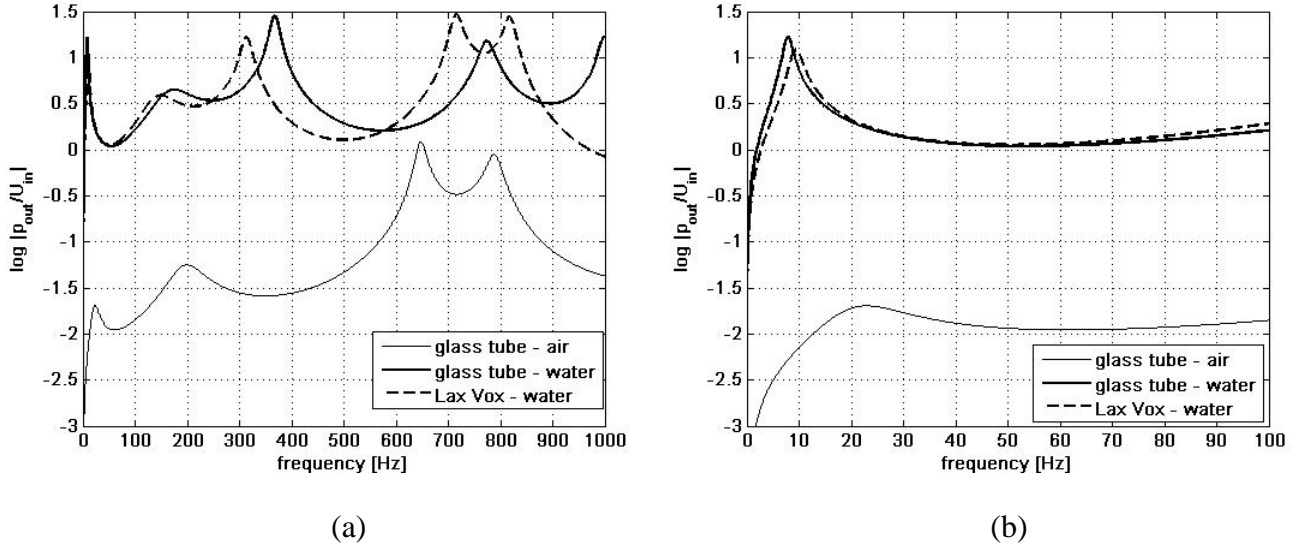 1.5
1
0.5
0
-0.5
-1
-1.5
-2
-2.5
-3
log |p_out/U_in|
0 100 200 300 400 500 600 700 800 900 1000
frequency [Hz]
glass tube - air
glass tube - water
Lax Vox - water
(a)
1.5
1
0.5
0
-0.5
-1
-1.5
-2
-2.5
-3
log |p_out/U_in|
0 10 20 30 40 50 60 70 80 90 100
frequency [Hz]
glass tube - air
glass tube - water
Lax Vox - water
(b)